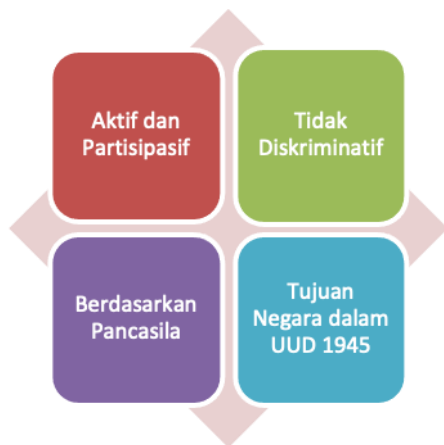 Aktif dan
Partisipasif
Tidak
Diskriminatif
Berdasarkan
Pancasila
Tujuan
Negara dalam
UUD 1945